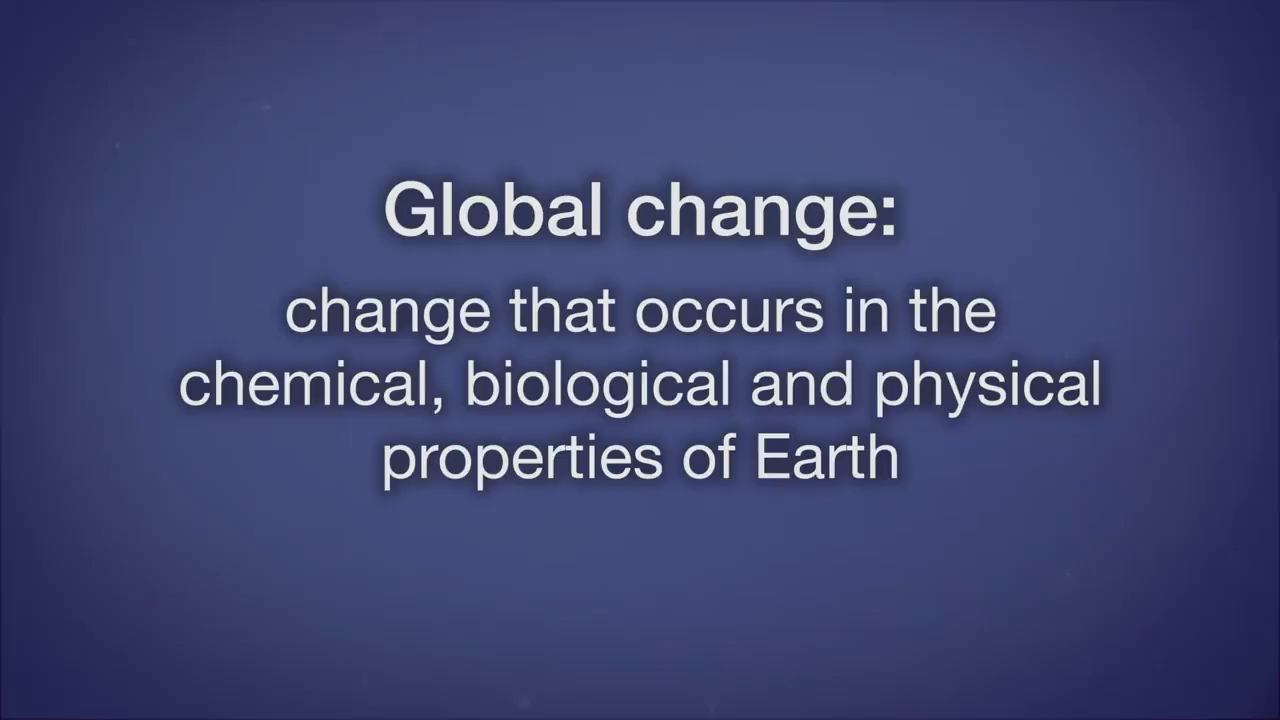 Global change:
change that occurs in the
chemical, biological and physical
properties of Earth